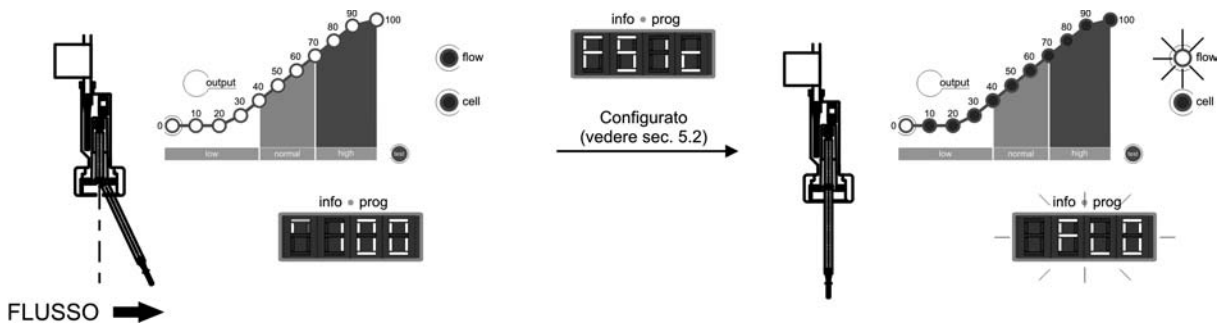 0
10
20
30
40
50
60
70
80
90
100
output
flow
cell
low normal high
test
info prog
FLUSSO
info prog
Configurato
(vedere sec. 5.2)
0
10
20
30
40
50
60
70
80
90
100
output
flow
cell
low normal high
test
info prog